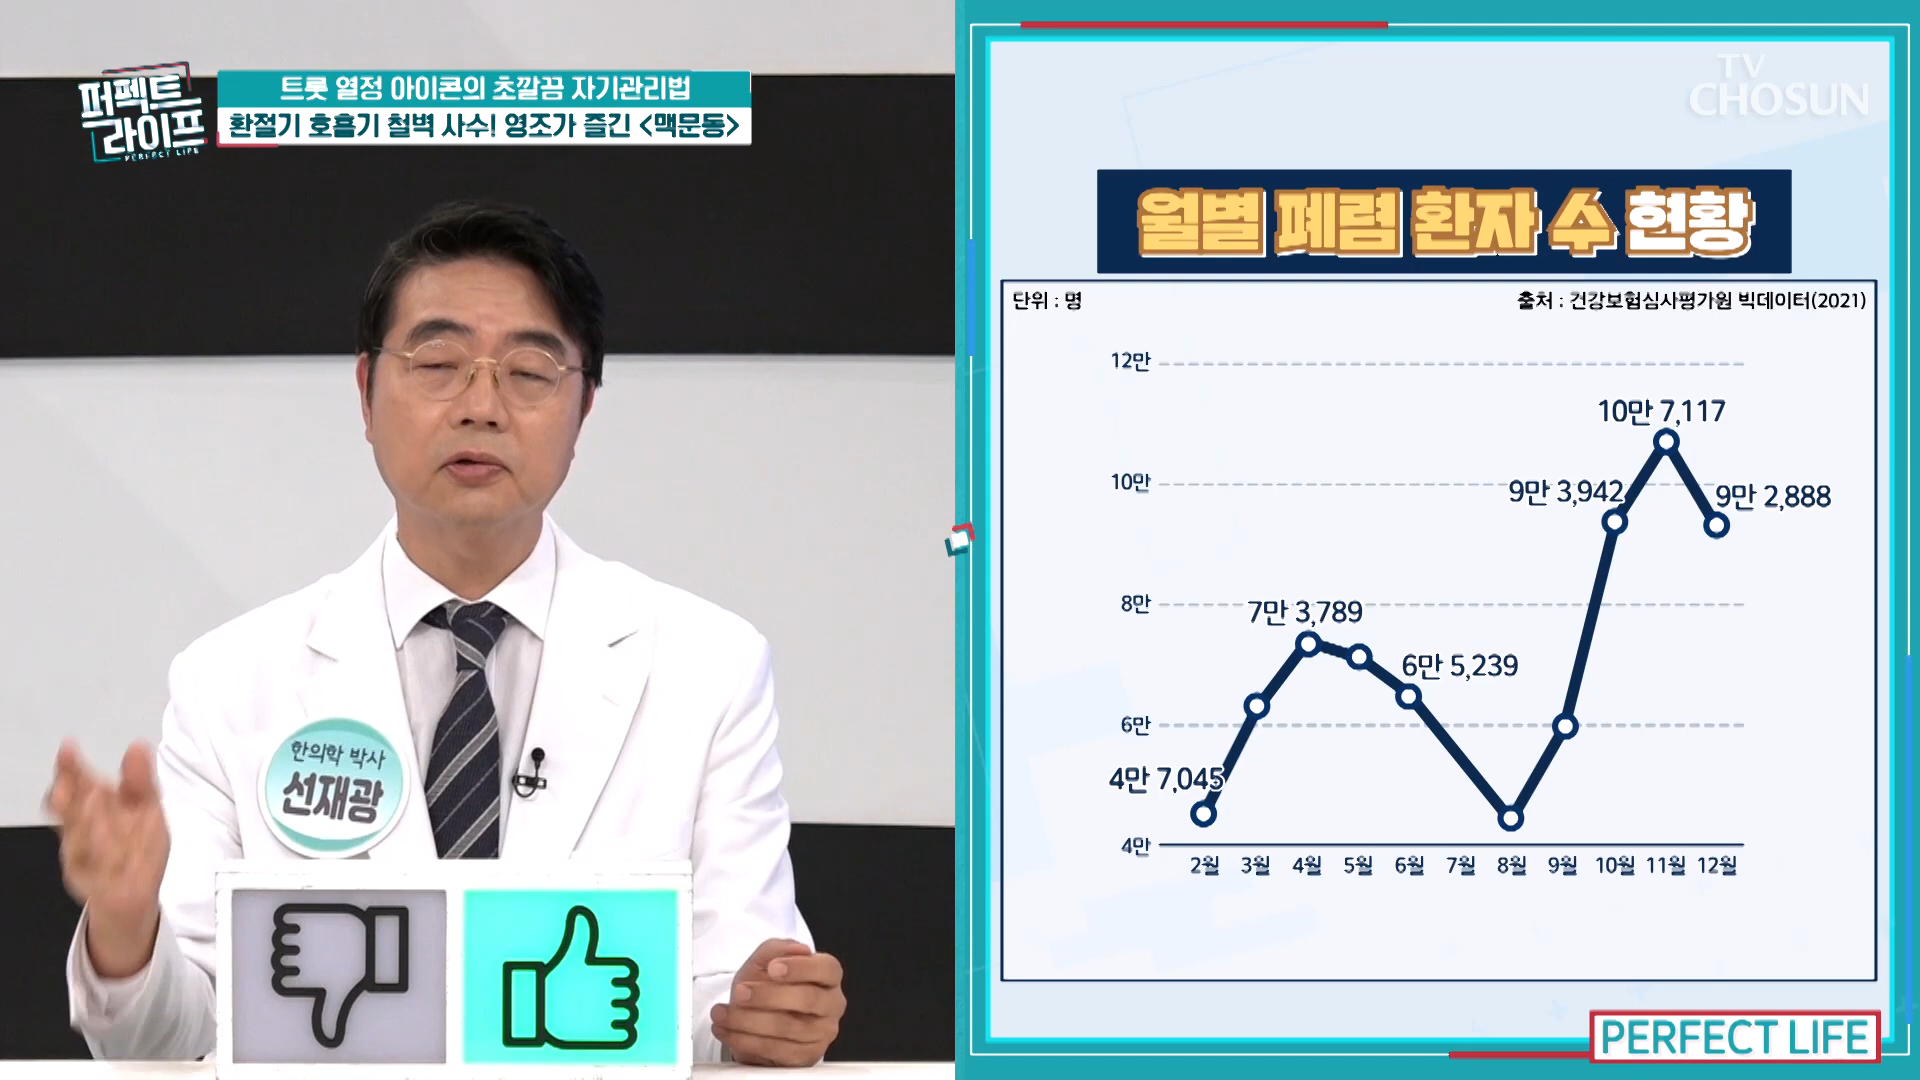 퍼펙트
라이프
PERFECT LIFE
트롯 열정 아이콘의 초깔끔 자기관리법
환절기 호흡기 철벽 사수! 영조가 즐긴 <맥문동>
한의학 박사
선재광
TV
CHOSUN
월별 폐렴 환자 수 현황
단위 : 명
출처 : 건강보험심사평가원 빅데이터(2021)
12만
10만 7,117
10만
9만 3,942
9만 2,888
8만
7만 3,789
6만 5,239
6만
4만 7,045
4만
2월 3월 4월 5월 6월 7월 8월 9월 10월 11월 12월
PERFECT LIFE